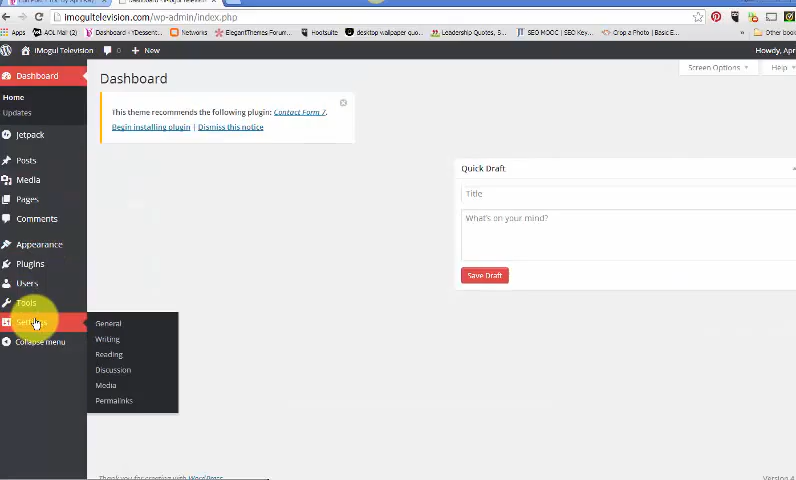 imogultelevision.com/wp-admin/index.php
Apps AOL Mail (2) Dashboard ‹ Networks ElegantThemes Forum... Hootsuite desktop wallpaper quo... Leadership Quotes, S... SEO MOOC | SEO Key... Crop a Photo | Basic E... Other boo
iMogul Television 0 + New Howdy, Apr
Dashboard
Screen Options
Help
Dashboard
Home
Updates
Jetpack
Posts
Media
Pages
Comments
Appearance
Plugins
Users
Tools
Settings
Collapse menu
General
Writing
Reading
Discussion
Media
Permalinks
This theme recommends the following plugin: Contact Form 7.
Begin installing plugin | Dismiss this notice
Quick Draft
Title
What's on your mind?
Save Draft
Thank you for creating with WordPress
Version 4